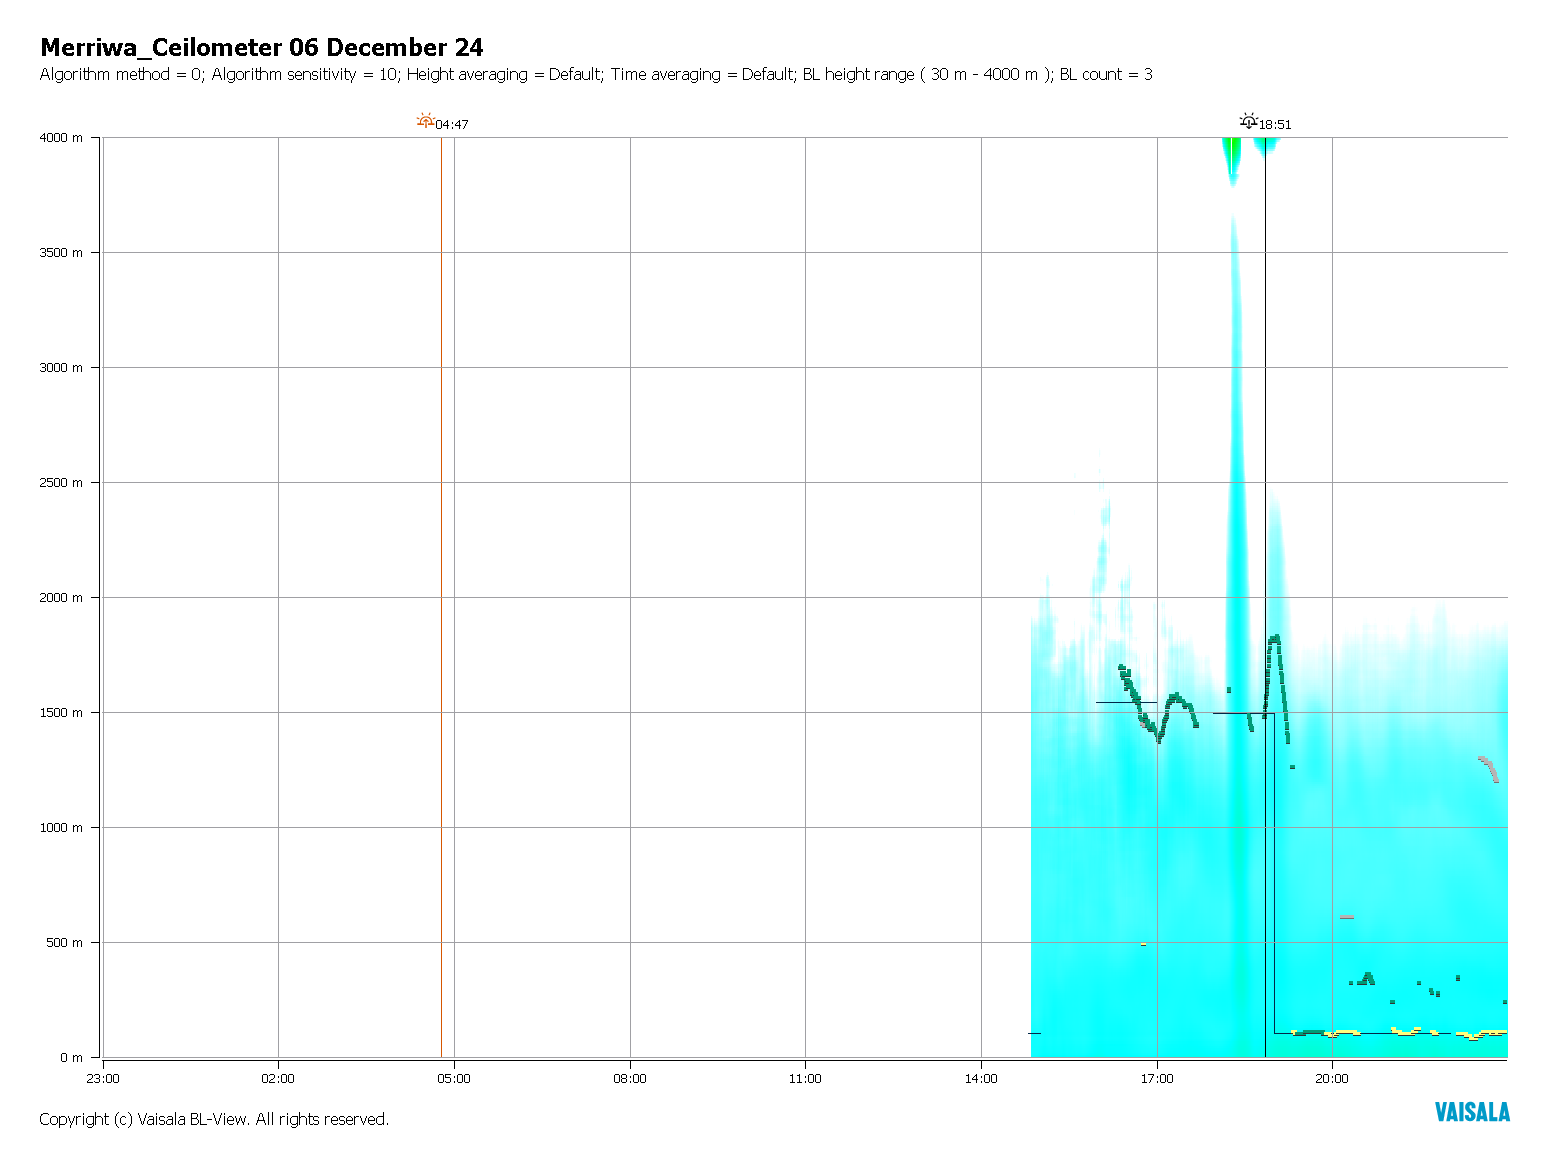 Merriwa_Ceilometer 06 December 24
Algorithm method = 0; Algorithm sensitivity = 10; Height averaging = Default; Time averaging = Default; BL height range ( 30 m - 4000 m ); BL count = 3
04:47
18:51
4000 m
3500 m
3000 m
2500 m
2000 m
1500 m
1000 m
500 m
0 m
23:00 02:00 05:00 08:00 11:00 14:00 17:00 20:00
Copyright (c) Vaisala BL-View. All rights reserved.
VAISALA